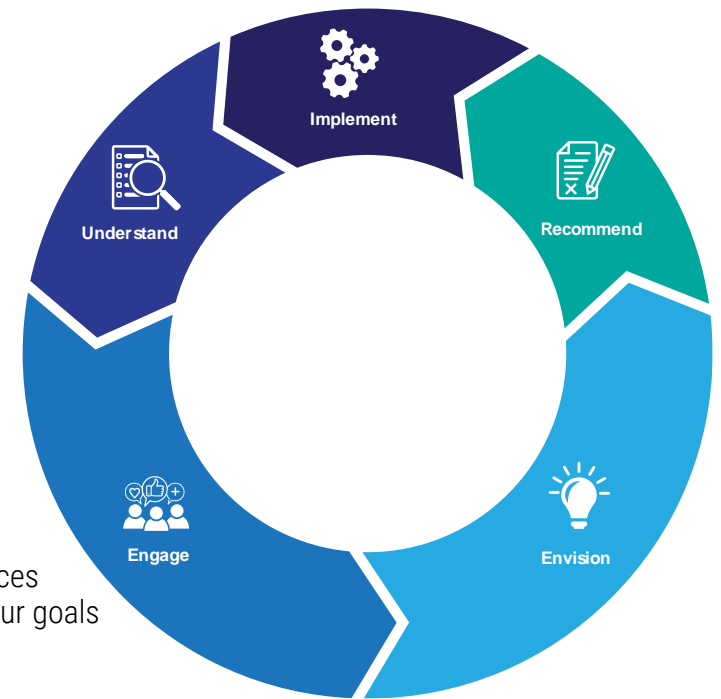 Implement
Understand
Recommend
Engage
Envision
ces
ur goals